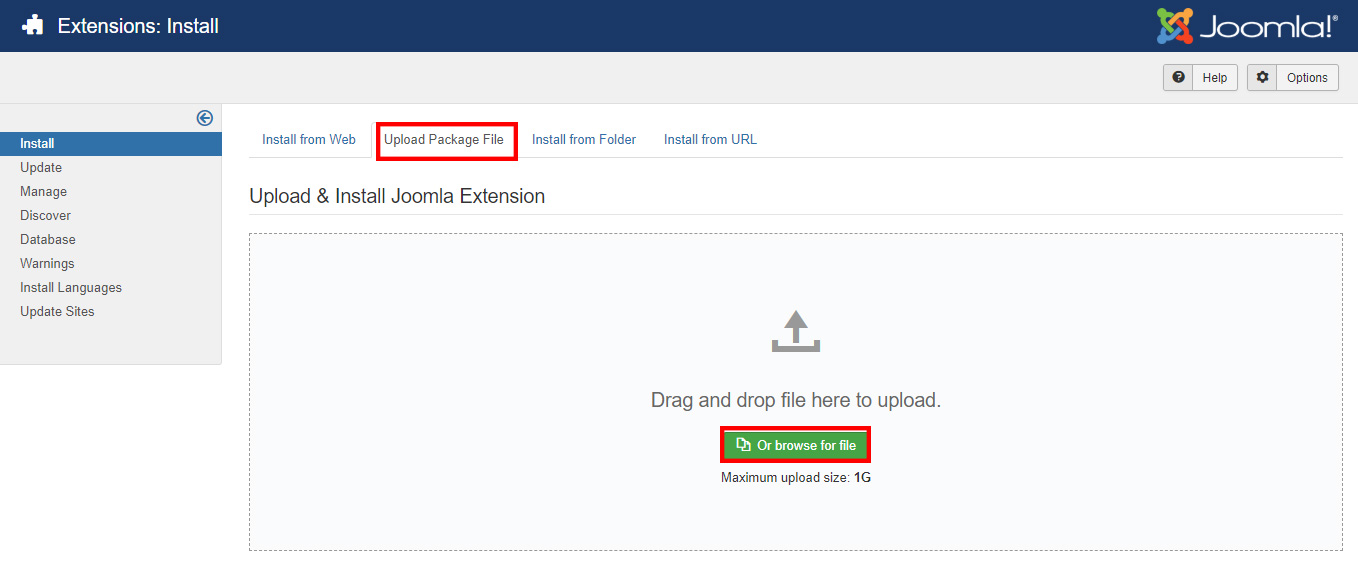 Extensions: Install
Joomla!®
Help
Options
Install
Update
Manage
Discover
Database
Warnings
Install Languages
Update Sites
Install from Web
Upload Package File
Install from Folder
Install from URL
Upload & Install Joomla Extension
Drag and drop file here to upload.
Or browse for file
Maximum upload size: 1G